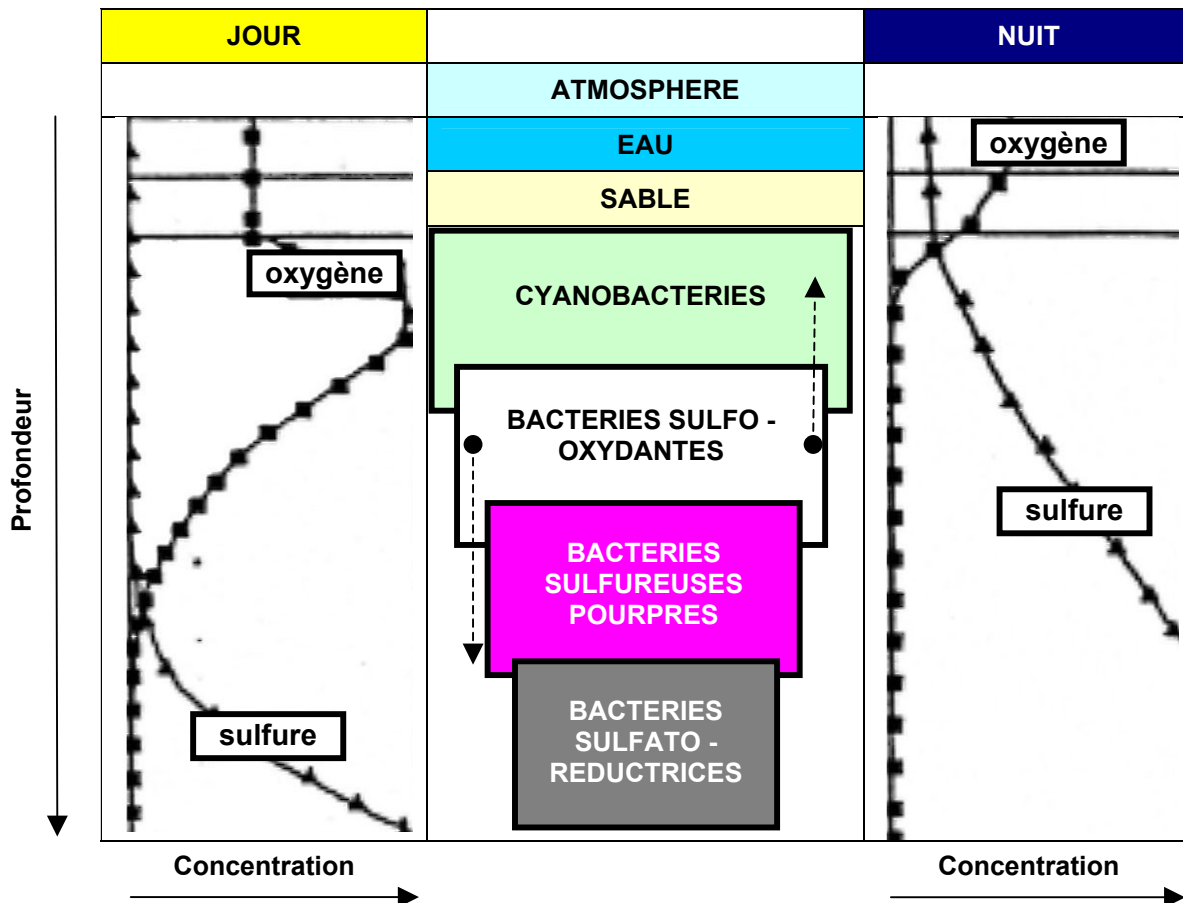 JOUR
NUIT
ATMOSPHERE
EAU
oxygène
SABLE
oxygène
CYANOBACTERIES
BACTERIES SULFO -
OXYDANTES
Profondeur
sulfure
BACTERIES
SULFUREUSES
POURPRES
BACTERIES
SULFATO -
REDUCTRICES
sulfure
Concentration
Concentration